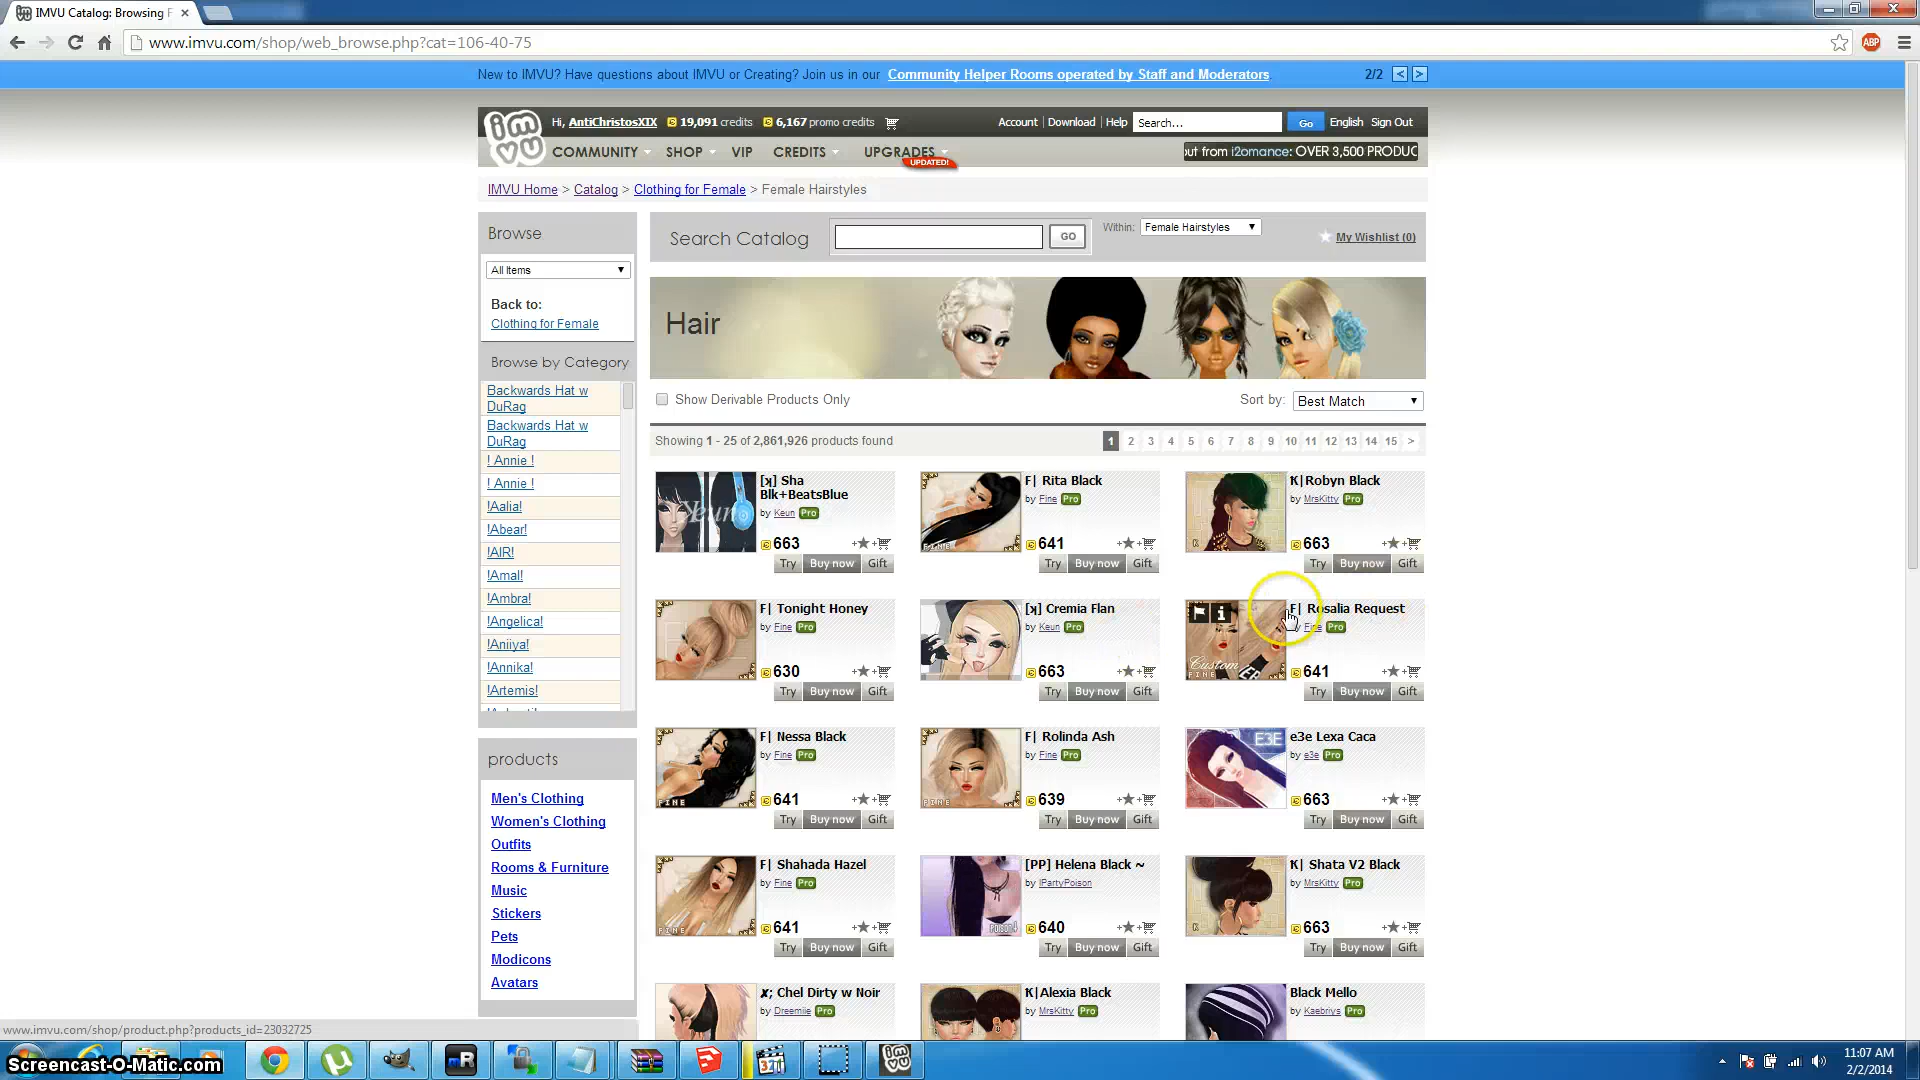 IMVU Catalog: Browsing F
www.imvu.com/shop/web_browse.php?cat=106-40-75
ABP
New to IMVU? Have questions about IMVU or Creating? Join us in our Community Helper Rooms operated by Staff and Moderators 2/2 < >
imvu
Hi, AntiChristosXIX 19,091 credits 6,167 promo credits
Account | Download | Help Search... Go English Sign Out
COMMUNITY SHOP VIP CREDITS UPGRADES
UPDATED!
out from i2omance: OVER 3,500 PRODUC
IMVU Home > Catalog > Clothing for Female > Female Hairstyles
Browse
All Items
Back to:
Clothing for Female
Browse by Category
Backwards Hat w
DuRag
Backwards Hat w
DuRag
! Annie !
! Annie !
!Aalia!
!Abear!
!AIR!
!Amal!
!Ambra!
!Angelica!
!Aniiya!
!Annika!
!Artemis!
products
Men's Clothing
Women's Clothing
Outfits
Rooms & Furniture
Music
Stickers
Pets
Modicons
Avatars
Search Catalog GO Within: Female Hairstyles
My Wishlist (0)
Hair
Show Derivable Products Only
Sort by: Best Match
Showing 1 - 25 of 2,861,926 products found
1 2 3 4 5 6 7 8 9 10 11 12 13 14 15 >
[ʞ] Sha
Blk+BeatsBlue
by Keun Pro
663
Try Buy now Gift
F| Rita Black
by Fine Pro
FINE
641
Try Buy now Gift
Ҟ|Robyn Black
by MrsKitty Pro
663
Try Buy now Gift
F| Tonight Honey
by Fine Pro
630
Try Buy now Gift
[ʞ] Cremia Flan
by Keun Pro
663
Try Buy now Gift
F| Rosalia Request
by Fine Pro
Custom
FINE
641
Try Buy now Gift
F| Nessa Black
by Fine Pro
FINE
641
Try Buy now Gift
F| Rolinda Ash
by Fine Pro
FINE
639
Try Buy now Gift
e3e Lexa Caca
by e3e Pro
E3E
663
Try Buy now Gift
F| Shahada Hazel
by Fine Pro
FINE
641
Try Buy now Gift
[PP] Helena Black ~
by IPartyPoison
640
Try Buy now Gift
Ҟ| Shata V2 Black
by MrsKitty Pro
663
Try Buy now Gift
✘; Chel Dirty w Noir
by Dreemiie Pro
Ҟ|Alexia Black
by MrsKitty Pro
Black Mello
by Kaebriys Pro
www.imvu.com/shop/product.php?products_id=23032725
Screencast-O-Matic.com
11:07 AM
2/2/2014